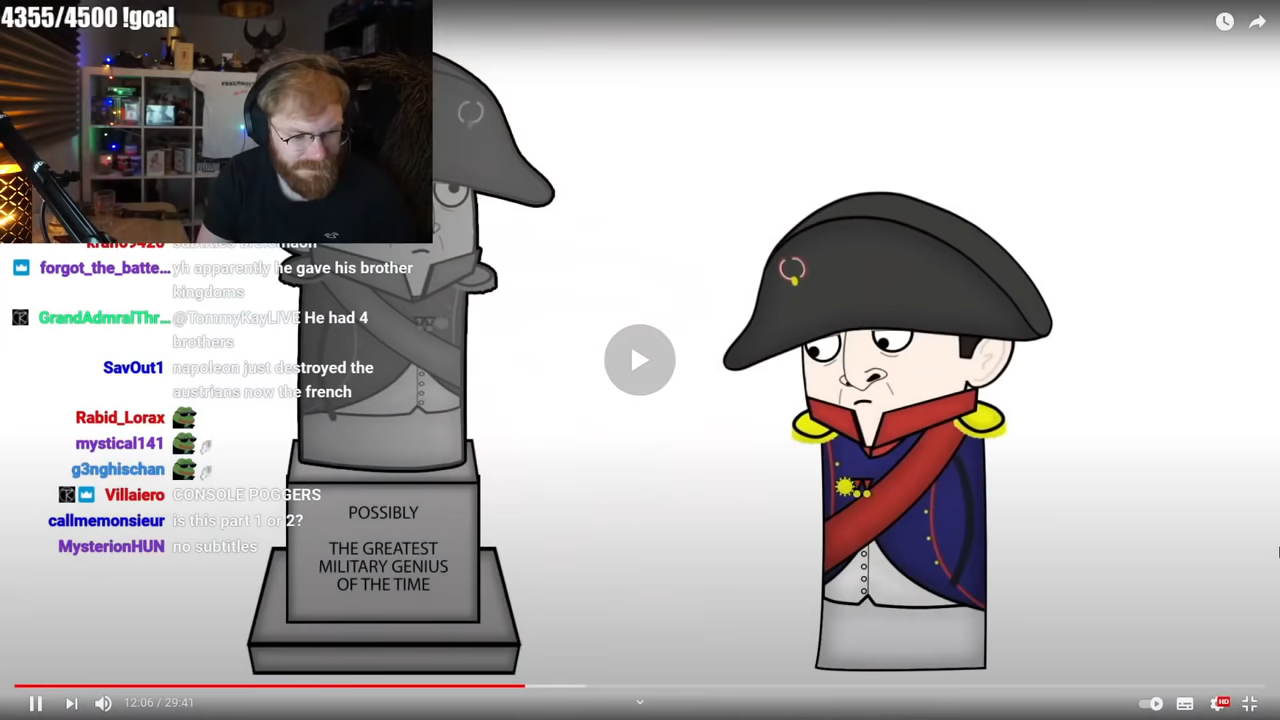 4355/4500 !goal
forgot_the_batte... yh apparently he gave his brother
kingdoms
GrandAdmralThr... @TommyKayLIVE He had 4
brothers
SavOut1 napoleon just destroyed the
austrians now the french
Rabid_Lorax
mystical141
g3nghischan
Villaiero CONSOLE POGGERS
callmemonsieur is this part 1 or 2?
MysterionHUN no subtitles
POSSIBLY
THE GREATEST
MILITARY GENIUS
OF THE TIME
12:06 / 29:41
HD